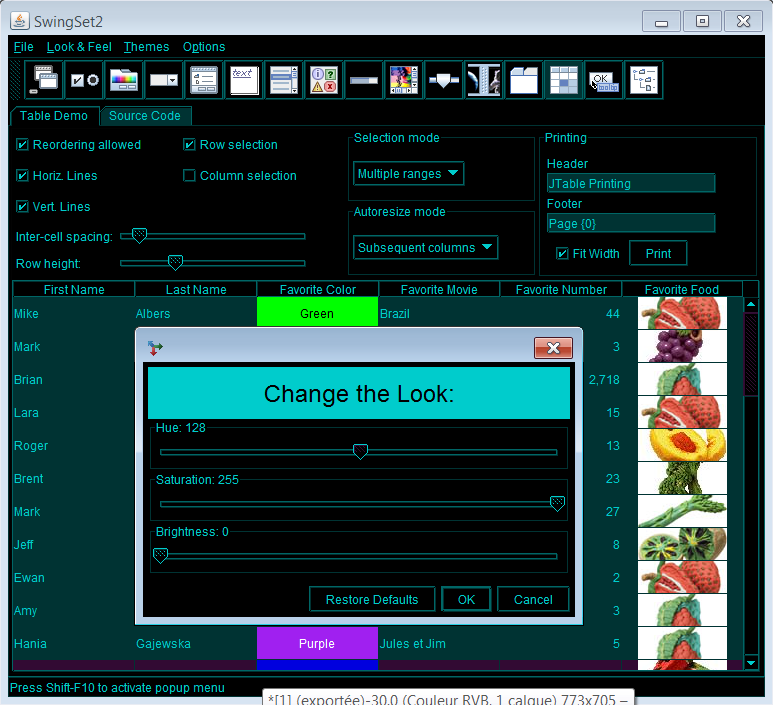 SwingSet2
File Look & Feel Themes Options
text
OK
tooltip
Table Demo Source Code
Reordering allowed Row selection
Horiz. Lines Column selection
Vert. Lines
Inter-cell spacing:
Row height:
Selection mode
Multiple ranges
Autoresize mode
Subsequent columns
Printing
Header
JTable Printing
Footer
Page {0}
Fit Width Print
First Name Last Name Favorite Color Favorite Movie Favorite Number Favorite Food
Mike Albers Green Brazil 44
Mark 3
Brian 2,718
Lara 15
Roger 13
Brent 23
Mark 27
Jeff 8
Ewan 2
Amy 3
Hania Gajewska Purple Jules et Jim 5
Change the Look:
Hue: 128
Saturation: 255
Brightness: 0
Restore Defaults OK Cancel
Press Shift-F10 to activate popup menu
*[1] (exportée)-30.0 (Couleur RVB, 1 calque) 773x705 –